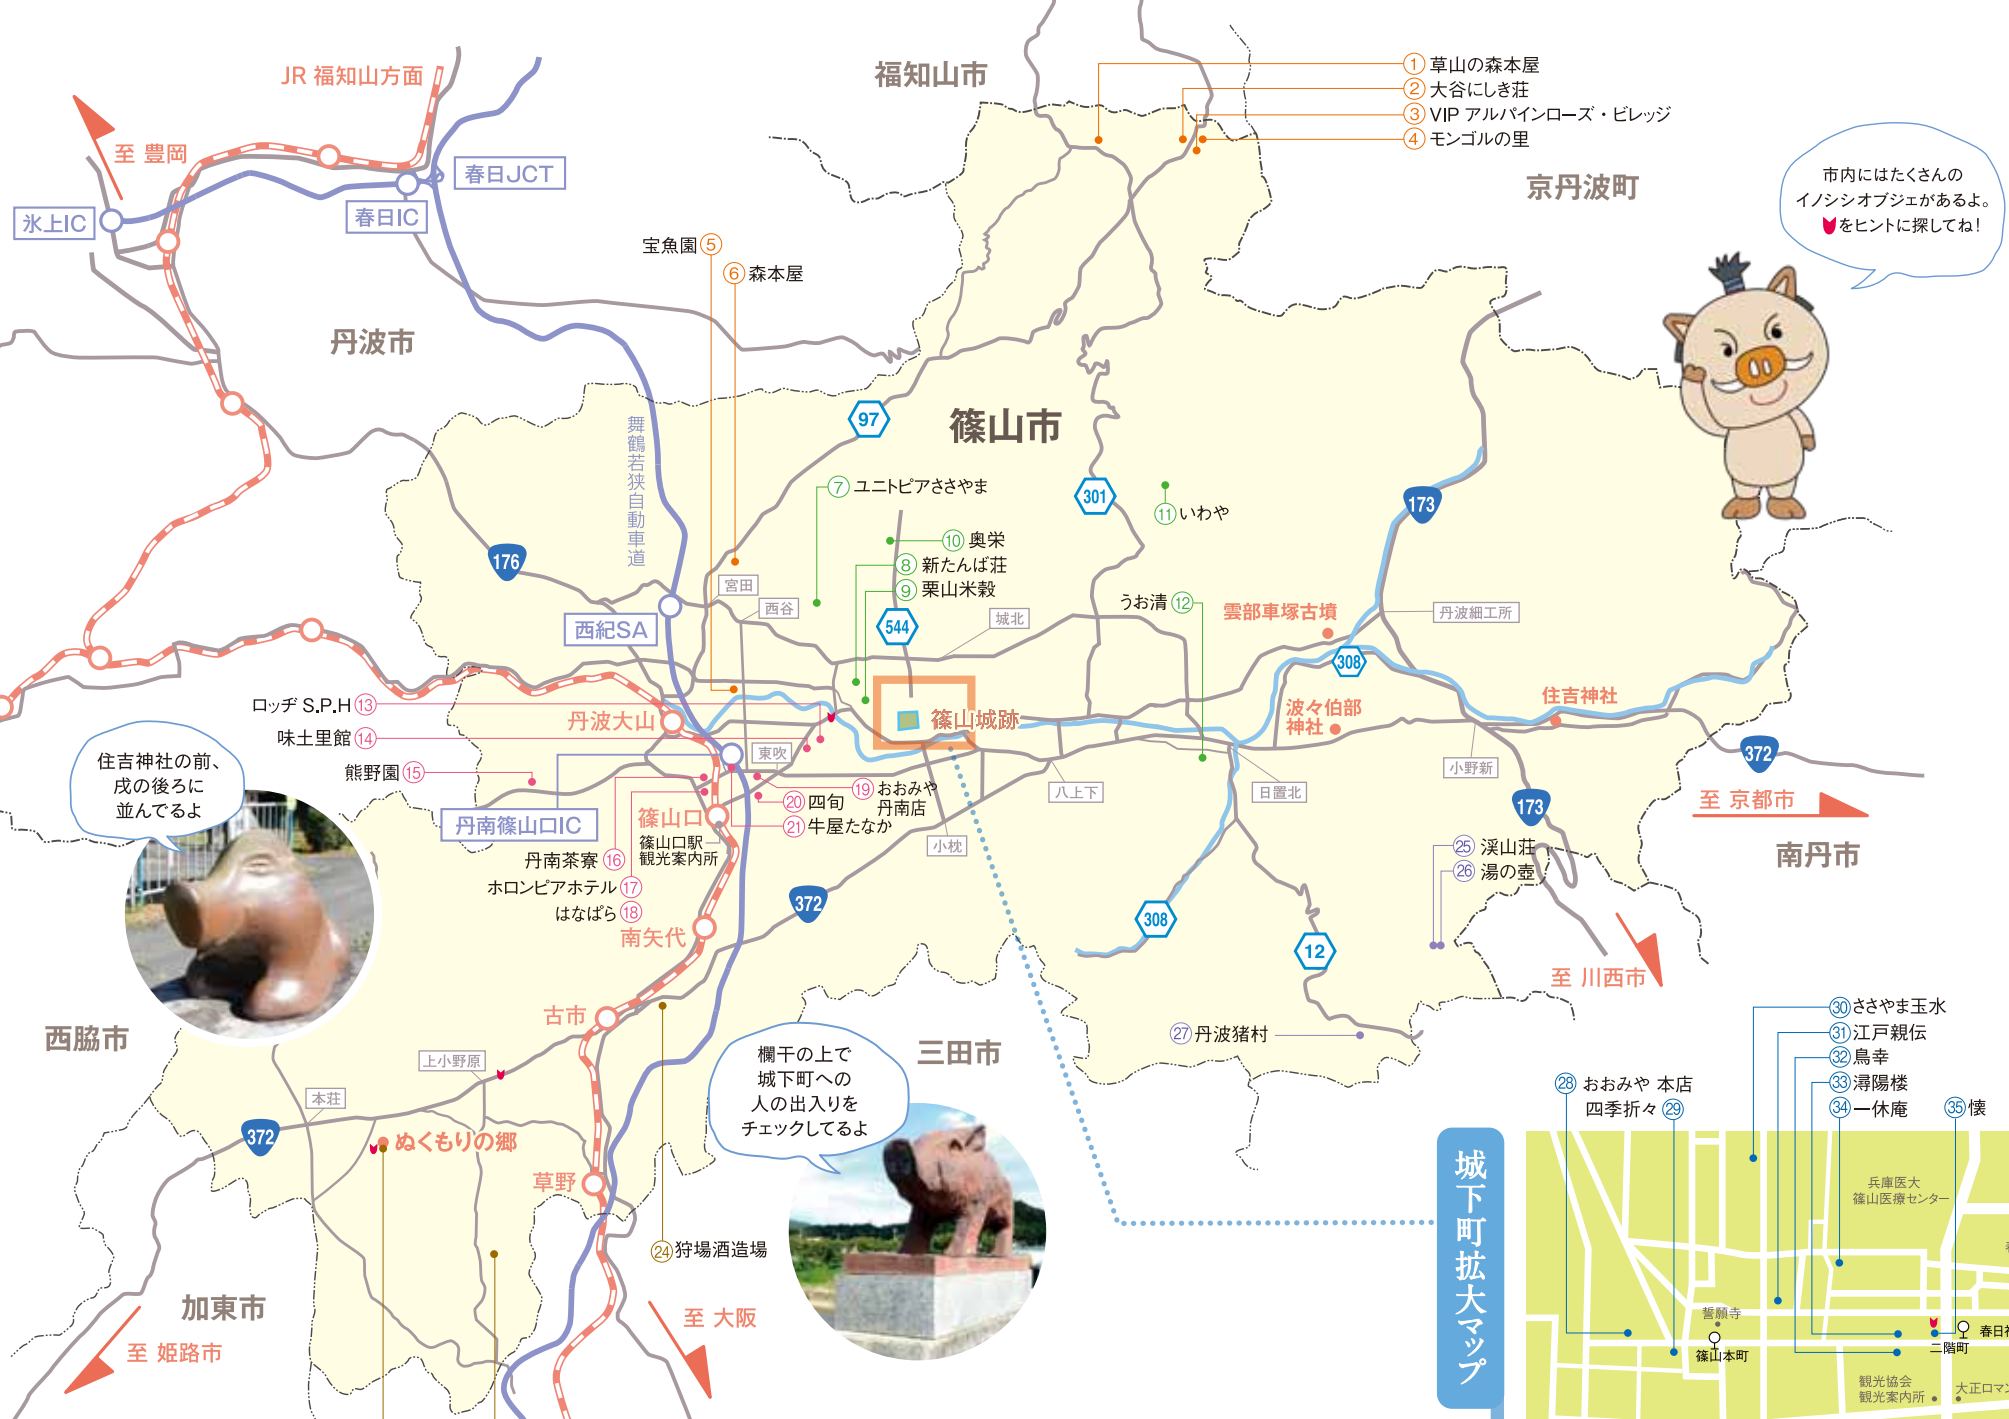 JR 福知山方面
福知山市
至 豊岡
春日JCT
氷上IC
春日IC
① 草山の森本屋
② 大谷にしき荘
③ VIP アルパインローズ・ビレッジ
④ モンゴルの里
京丹波町
市内にはたくさんの
イノシシオブジェがあるよ。
をヒントに探してね!
宝魚園 ⑤
⑥ 森本屋
丹波市
篠山市
97
舞鶴若狭自動車道
301
173
176
⑦ ユニトピアささやま
⑪ いわや
⑩ 奥栄
⑧ 新たんば荘
⑨ 栗山米穀
うお清 ⑫
宮田
西谷
544
城北
雲部車塚古墳
丹波細工所
西紀SA
308
ロッヂ S.P.H ⑬
味土里館 ⑭
熊野園 ⑮
丹波大山
篠山城跡
波々伯部
神社
住吉神社
東吹
八上下
日置北
小野新
372
至 京都市
173
南丹市
住吉神社の前、
戌の後ろに
並んでるよ
丹南篠山口IC
篠山口
篠山口駅
観光案内所
⑲ おおみや
丹南店
⑳ 四旬
㉑ 牛屋たなか
小枕
丹南茶寮 ⑯
ホロンピアホテル ⑰
はなぱら ⑱
南矢代
372
308
12
㉕ 渓山荘
㉖ 湯の壺
至 川西市
西脇市
古市
上小野原
本荘
372
ぬくもりの郷
草野
欄干の上で
城下町への
人の出入りを
チェックしてるよ
三田市
㉗ 丹波猪村
㉔ 狩場酒造場
加東市
至 姫路市
至 大阪
㉚ ささやま玉水
㉛ 江戸親伝
㉜ 鳥幸
㉝ 潯陽楼
㉞ 一休庵
㉘ おおみや 本店
四季折々 ㉙
㉟ 懐
城下町拡大マップ
兵庫医大
篠山医療センター
誓願寺
篠山本町
二階町
春日神
観光協会
観光案内所
大正ロマン